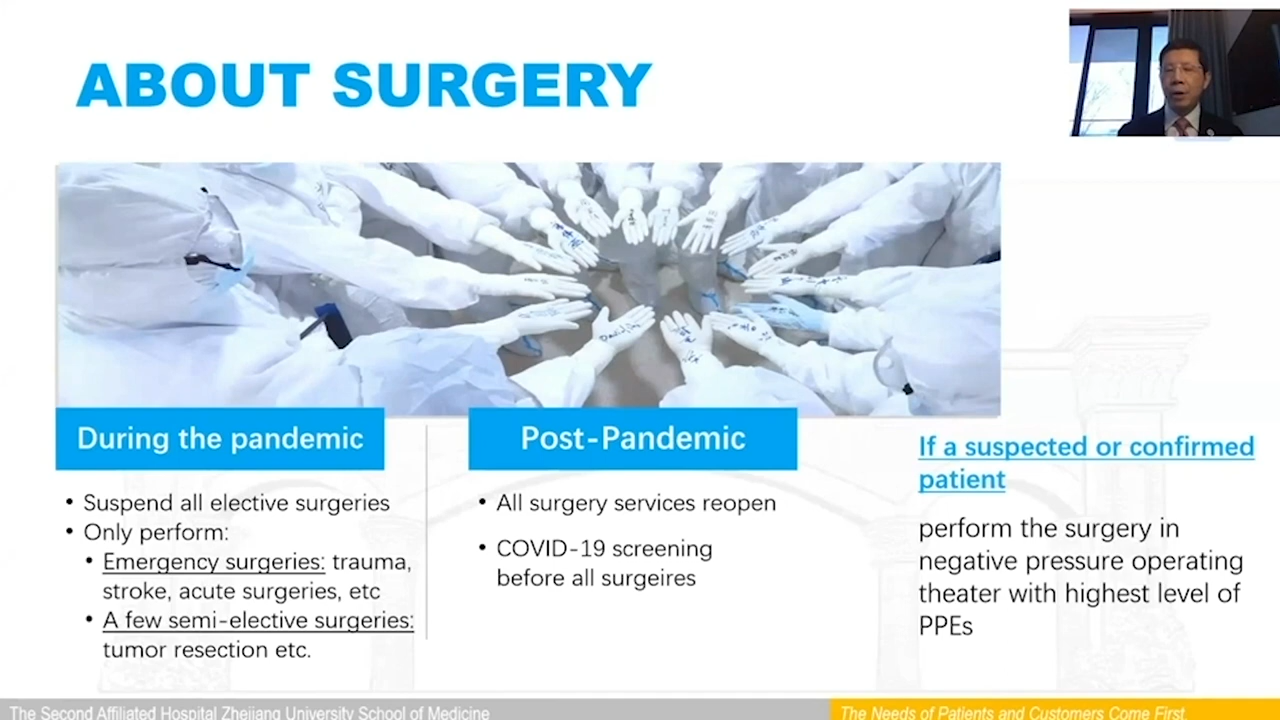 ABOUT SURGERY
During the pandemic
• Suspend all elective surgeries
• Only perform:
• Emergency surgeries: trauma,
stroke, acute surgeries, etc
• A few semi-elective surgeries:
tumor resection etc.
Post-Pandemic
• All surgery services reopen
• COVID-19 screening
before all surgeires
If a suspected or confirmed
patient
perform the surgery in
negative pressure operating
theater with highest level of
PPEs
The Second Affiliated Hospital Zhejiang University School of Medicine
The Needs of Patients and Customers Come First